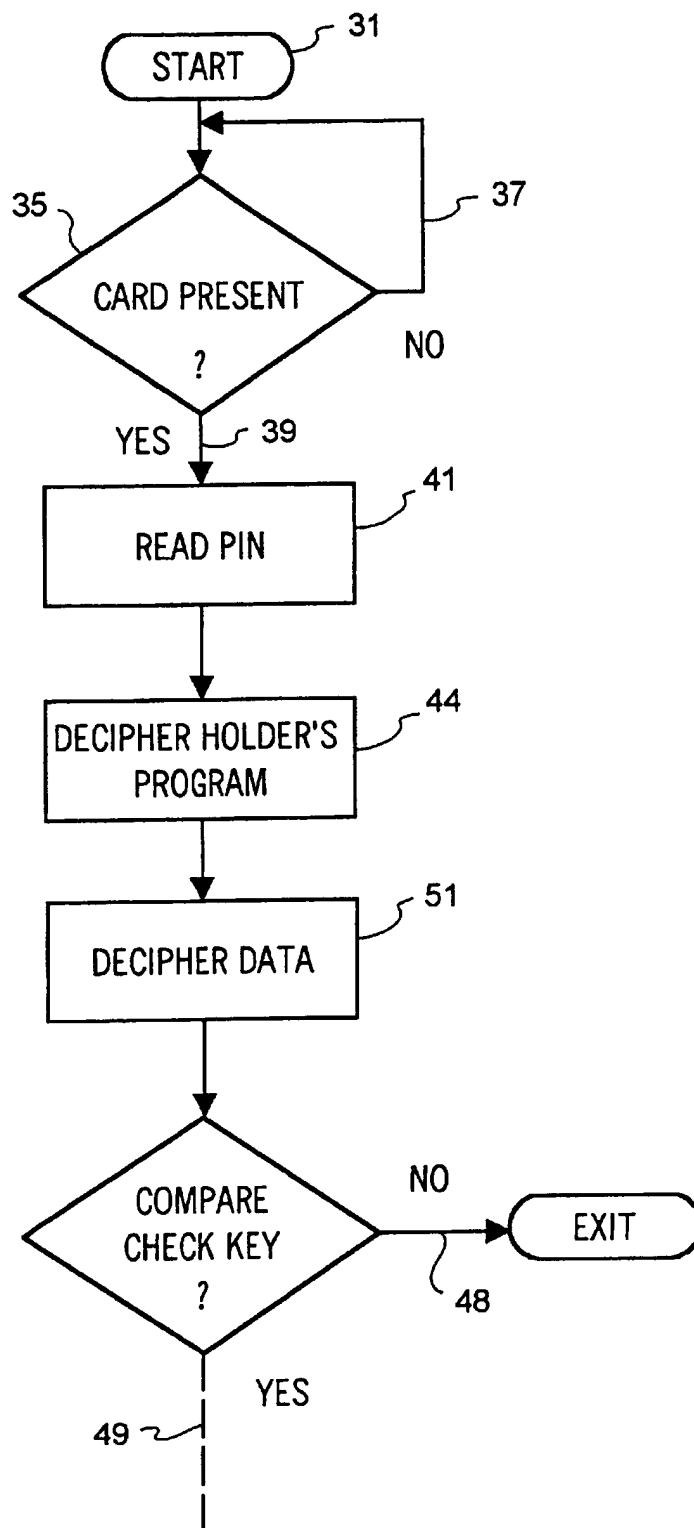 31
START
35
37
CARD PRESENT
?
NO
YES
39
41
READ PIN
44
DECIPHER HOLDER'S
PROGRAM
51
DECIPHER DATA
COMPARE
CHECK KEY
?
NO
EXIT
48
YES
49